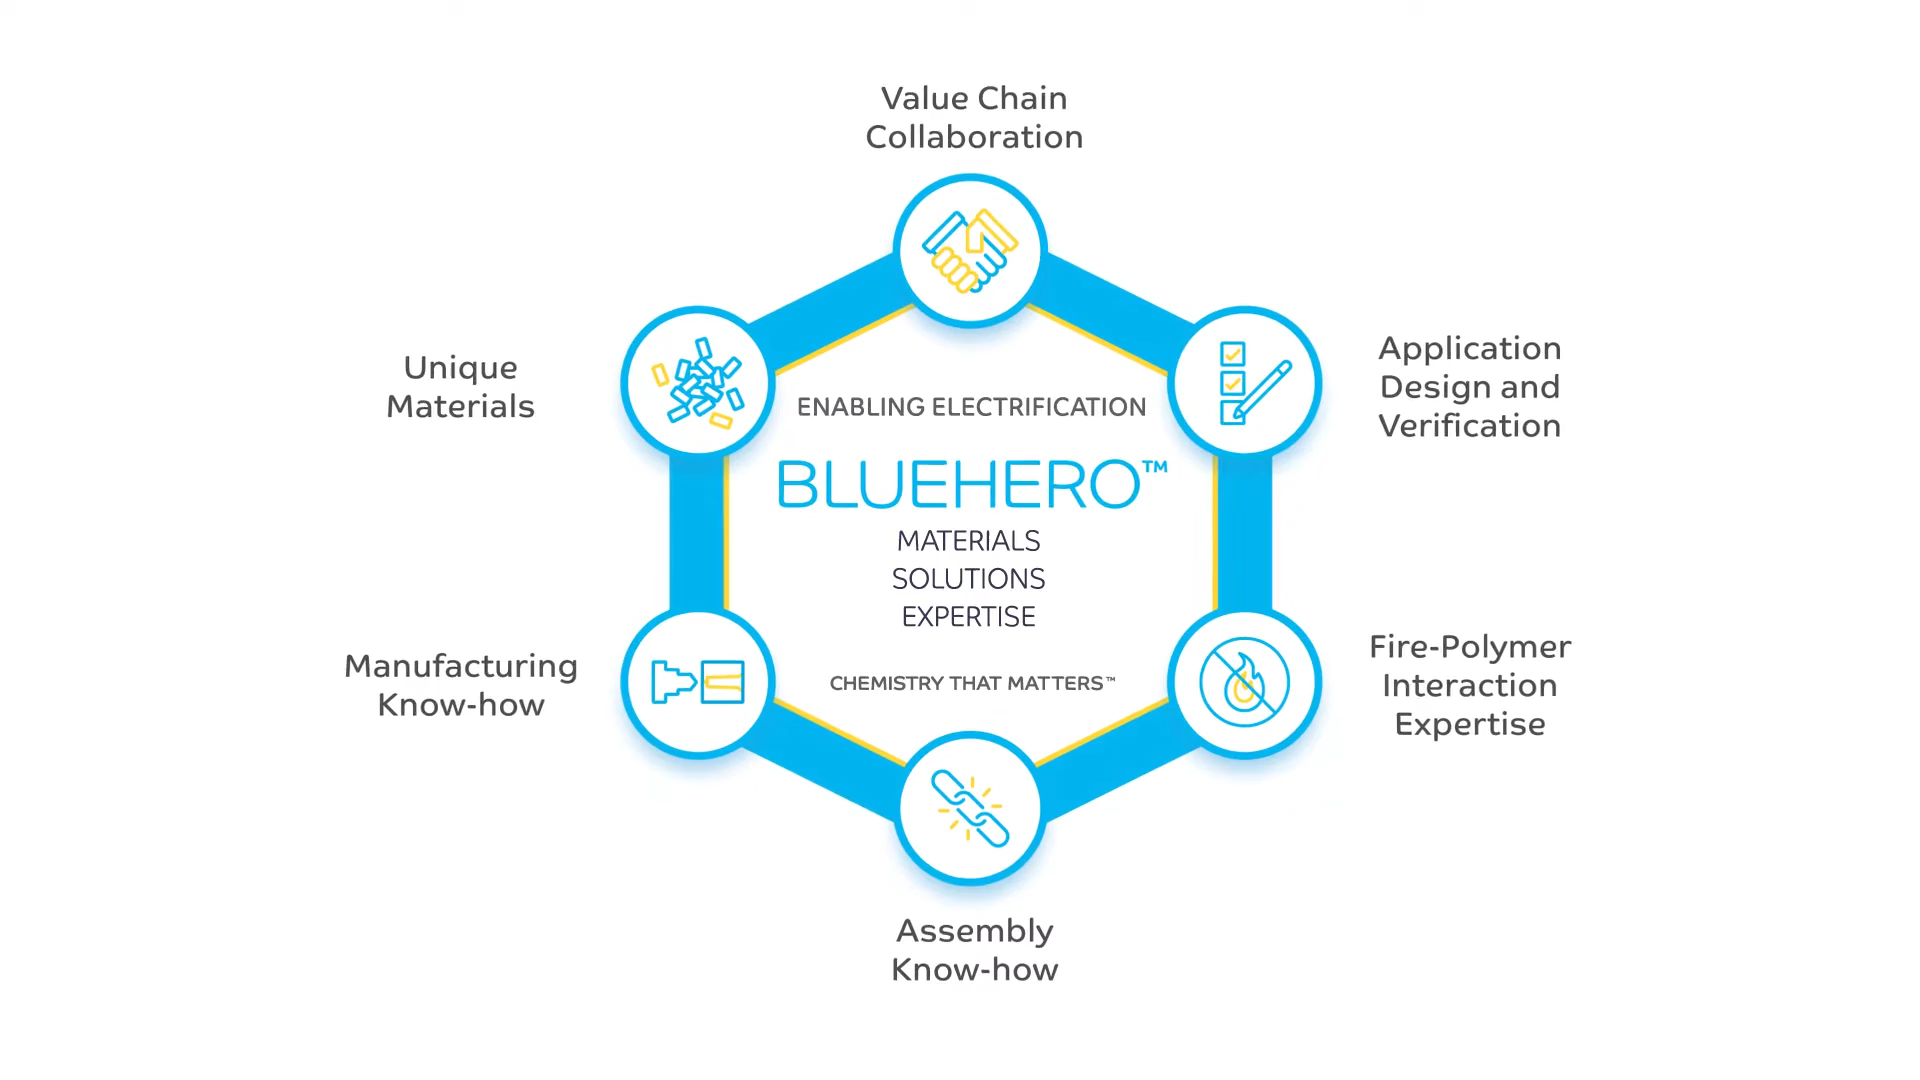 Value Chain
Collaboration
Unique
Materials
Application
Design and
Verification
ENABLING ELECTRIFICATION
BLUEHERO™
MATERIALS
SOLUTIONS
EXPERTISE
CHEMISTRY THAT MATTERS™
Manufacturing
Know-how
Fire-Polymer
Interaction
Expertise
Assembly
Know-how